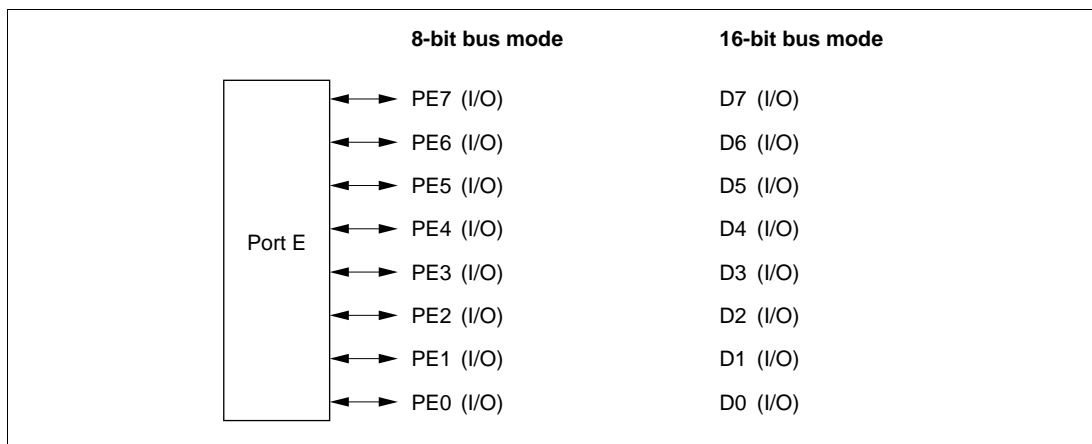 8-bit bus mode 16-bit bus mode
PE7 (I/O) D7 (I/O)
PE6 (I/O) D6 (I/O)
PE5 (I/O) D5 (I/O)
PE4 (I/O) D4 (I/O)
Port E
PE3 (I/O) D3 (I/O)
PE2 (I/O) D2 (I/O)
PE1 (I/O) D1 (I/O)
PE0 (I/O) D0 (I/O)